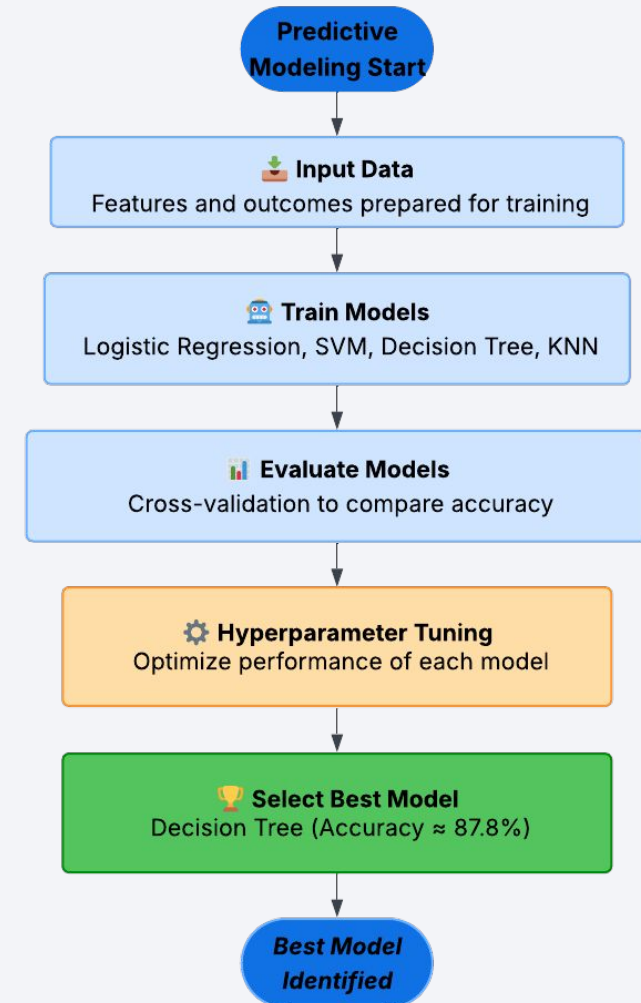 Predictive
Modeling Start
Input Data
Features and outcomes prepared for training
Train Models
Logistic Regression, SVM, Decision Tree, KNN
Evaluate Models
Cross-validation to compare accuracy
Hyperparameter Tuning
Optimize performance of each model
Select Best Model
Decision Tree (Accuracy ≈ 87.8%)
Best Model
Identified